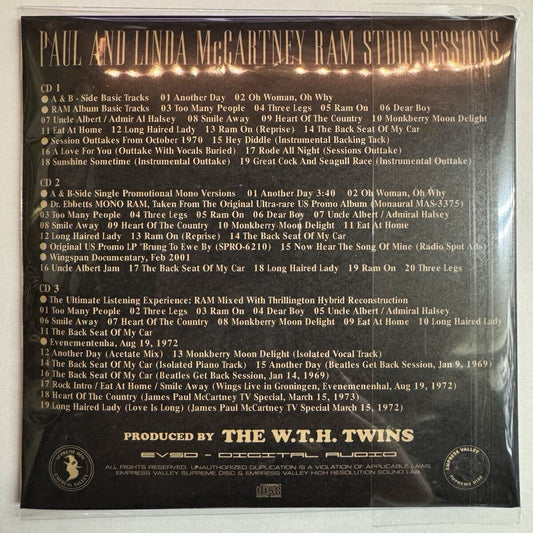 PAUL AND LINDA McCARTNEY RAM STDIO SESSIONS
CD 1
A & B - Side Basic Tracks 01 Another Day 02 Oh Woman, Oh Why
RAM Album Basic Tracks 03 Too Many People 04 Three Legs 05 Ram On 06 Dear Boy
07 Uncle Albert / Admir Al Halsey 08 Smile Away 09 Heart Of The Country 10 Monkberry Moon Delight
11 Eat At Home 12 Long Haired Lady 13 Ram On (Reprise) 14 The Back Seat Of My Car
Session Outtakes From October 1970 15 Hey Diddle (Instrumental Backing Tack)
16 A Love For You (Outtake With Vocals Buried) 17 Rode All Night (Sessions Outtake)
18 Sunshine Sometime (Instrumental Outtake) 19 Great Cock And Seagull Race (Instrumental Outtake)
CD 2
A & B-Side Single Promotional Mono Versions 01 Another Day 3:40 02 Oh Woman, Oh Why
Dr. Ebbetts MONO RAM, Taken From The Original Ultra-rare US Promo Album (Monaural MAS-3375)
03 Too Many People 04 Three Legs 05 Ram On 06 Dear Boy 07 Uncle Albert / Admiral Halsey
08 Smile Away 09 Heart Of The Country 10 Monkberry Moon Delight 11 Eat At Home
12 Long Haired Lady 13 Ram On (Reprise) 14 The Back Seat Of My Car
Original US Promo LP "Brung To Ewe By (SPRO-6210) 15 Now Hear The Song Of Mine (Radio Spot Ads)
Wingspan Documentary, Feb 2001
16 Uncle Albert Jam 17 The Back Seat Of My Car 18 Long Haired Lady 19 Ram On 20 Three Legs
CD 3
The Ultimate Listening Experience: RAM Mixed With Thrillington Hybrid Reconstruction
01 Too Many People 02 Three Legs 03 Ram On 04 Dear Boy 05 Uncle Albert / Admiral Halsey
06 Smile Away 07 Heart Of The Country 08 Monkberry Moon Delight 09 Eat At Home 10 Long Haired Lady
11 The Back Seat Of My Car
Evenementenha, Aug 19, 1972
12 Another Day (Acetate Mix) 13 Monkberry Moon Delight (Isolated Vocal Track)
14 The Back Seat Of My Car (Isolated Piano Track) 15 Another Day (Beatles Get Back Session, Jan 9, 1969)
16 The Back Seat Of My Car (Beatles Get Back Session, Jan 14, 1969)
17 Rock Intro / Eat At Home / Smile Away (Wings Live in Groningen, Evenemenenhal, Aug 19, 1972)
18 Heart Of The Country (James Paul McCartney TV Special, March 15, 1973)
19 Long Haired Lady (Love Is Long) (James Paul McCartney TV Special March 15, 1972)
PRODUCED BY THE W.T.H. TWINS
EVSD - DIGITAL AUDIO
ALL RIGHTS RESERVED. UNAUTHORIZED DUPLICATION IS A VIOLATION OF APPLICABLE LAWS
EMPRESS VALLEY SUPREME DISC & EMPRESS VALLEY HIGH RESOLUTION SOUND LAB.
SUPREME DISC
EMPRESS VALLEY
EMPRESS VALLEY
SUPREME DISC